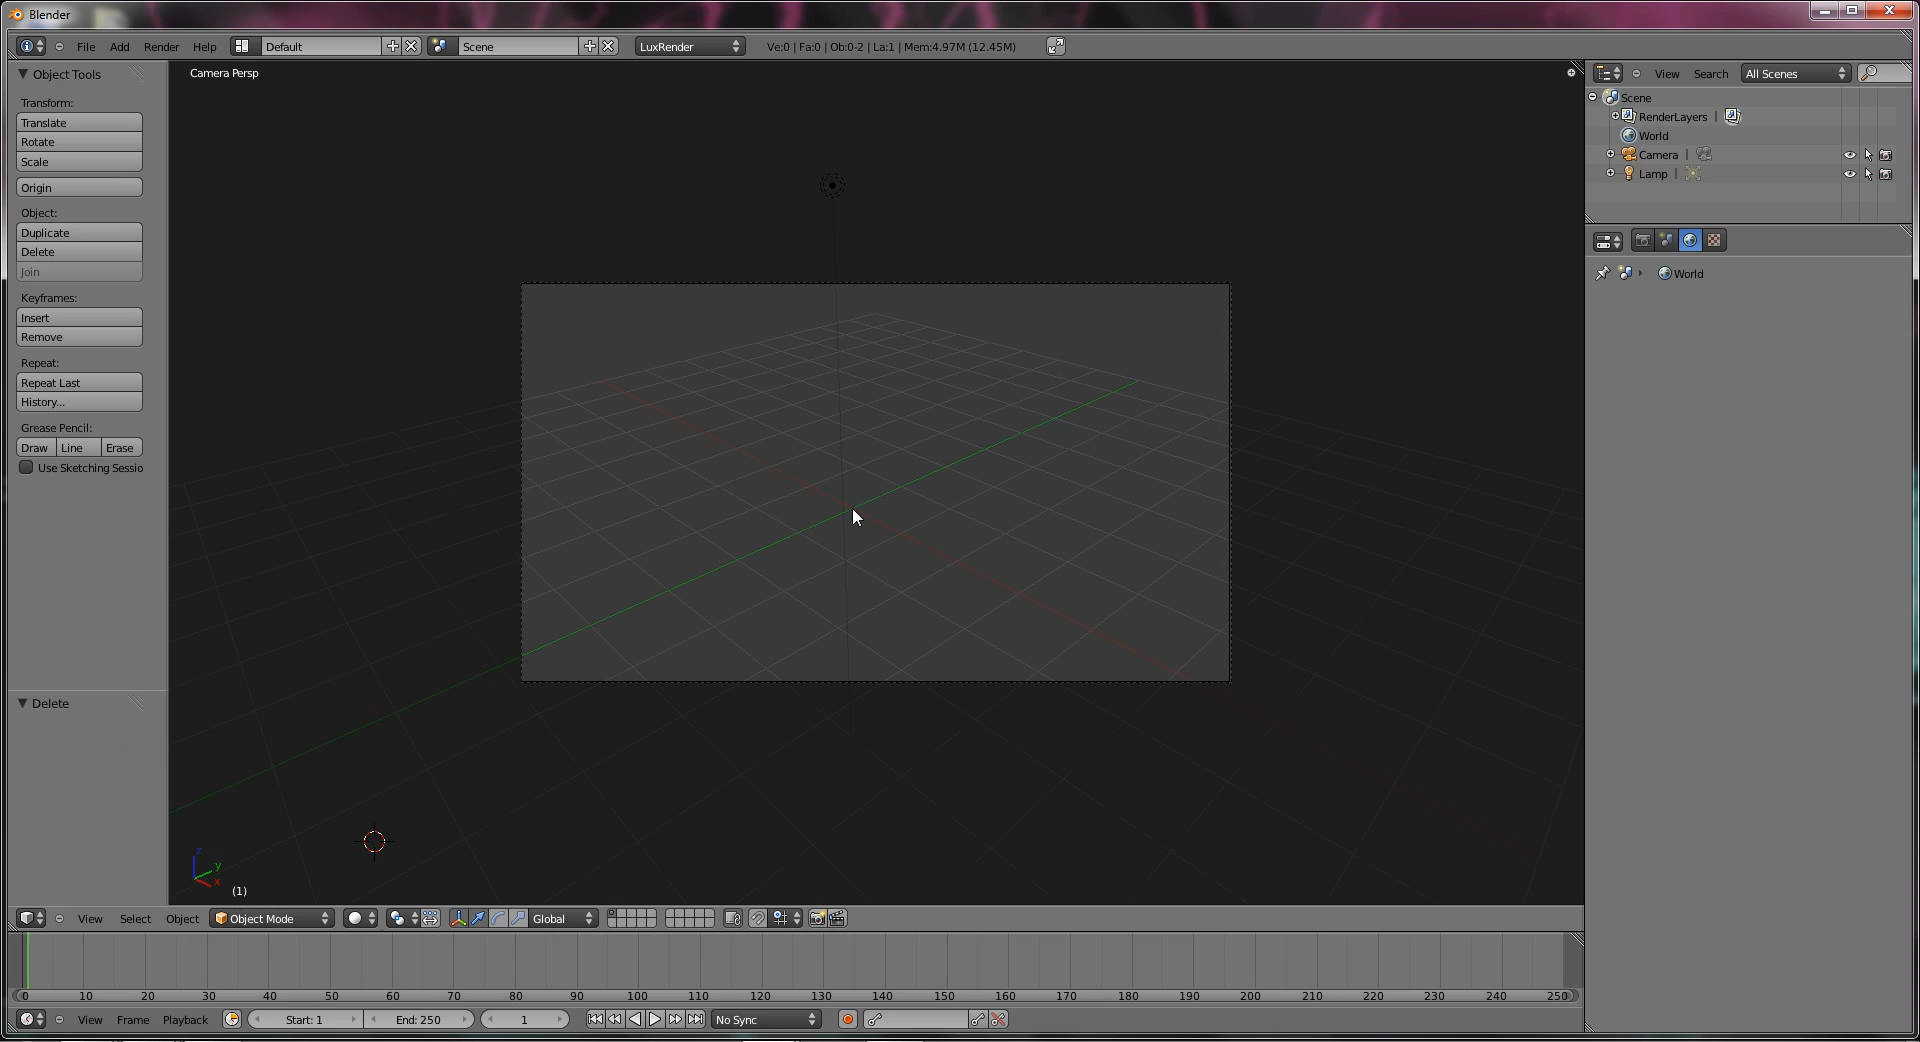 Blender
File Add Render Help Default Scene LuxRender Ve:0 | Fa:0 | Ob:0-2 | La:1 | Mem:4.97M (12.45M)
Object Tools
Transform:
Translate
Rotate
Scale
Origin
Object:
Duplicate
Delete
Join
Keyframes:
Insert
Remove
Repeat:
Repeat Last
History...
Grease Pencil:
Draw Line Erase
Use Sketching Sessio
Delete
Camera Persp
z
y
x
(1)
View Search All Scenes
Scene
RenderLayers |
World
Camera |
Lamp |
World
View Select Object Object Mode Global
0 10 20 30 40 50 60 70 80 90 100 110 120 130 140 150 160 170 180 190 200 210 220 230 240 250
View Frame Playback Start: 1 End: 250 1 No Sync